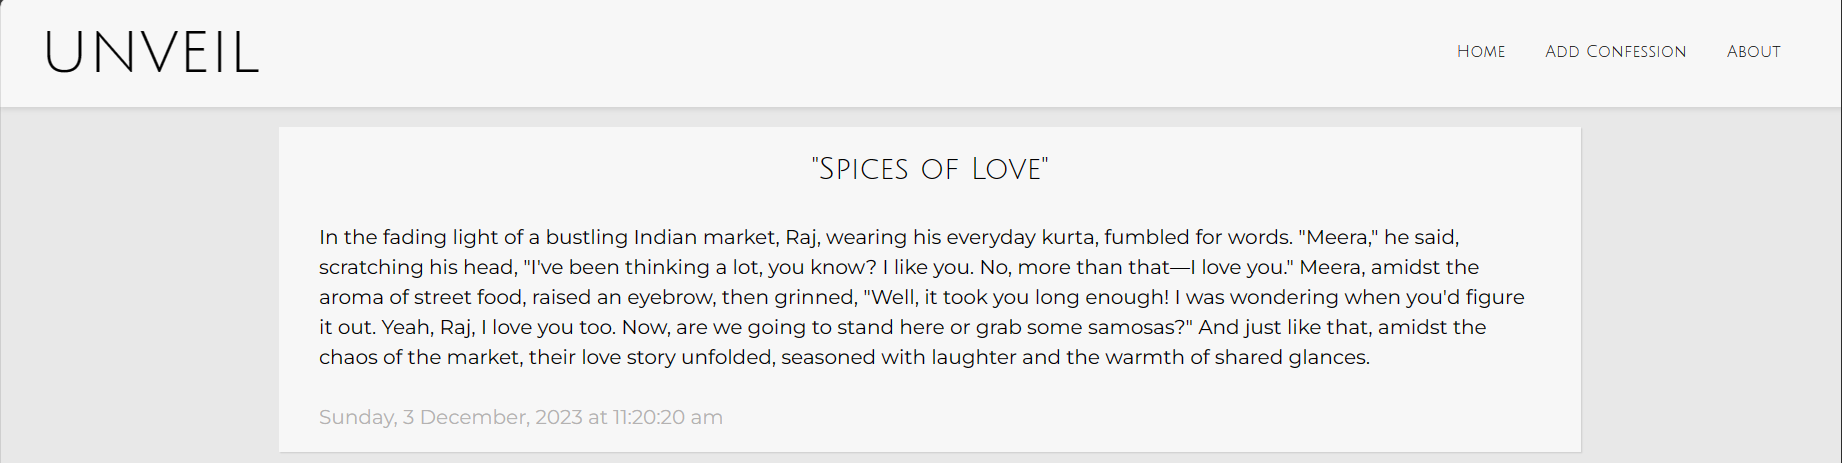 UNVEIL
HOME
ADD CONFESSION
ABOUT
"SPICES OF LOVE"
In the fading light of a bustling Indian market, Raj, wearing his everyday kurta, fumbled for words. "Meera," he said,
scratching his head, "I've been thinking a lot, you know? I like you. No, more than that—I love you." Meera, amidst the
aroma of street food, raised an eyebrow, then grinned, "Well, it took you long enough! I was wondering when you'd figure
it out. Yeah, Raj, I love you too. Now, are we going to stand here or grab some samosas?" And just like that, amidst the
chaos of the market, their love story unfolded, seasoned with laughter and the warmth of shared glances.
Sunday, 3 December, 2023 at 11:20:20 am